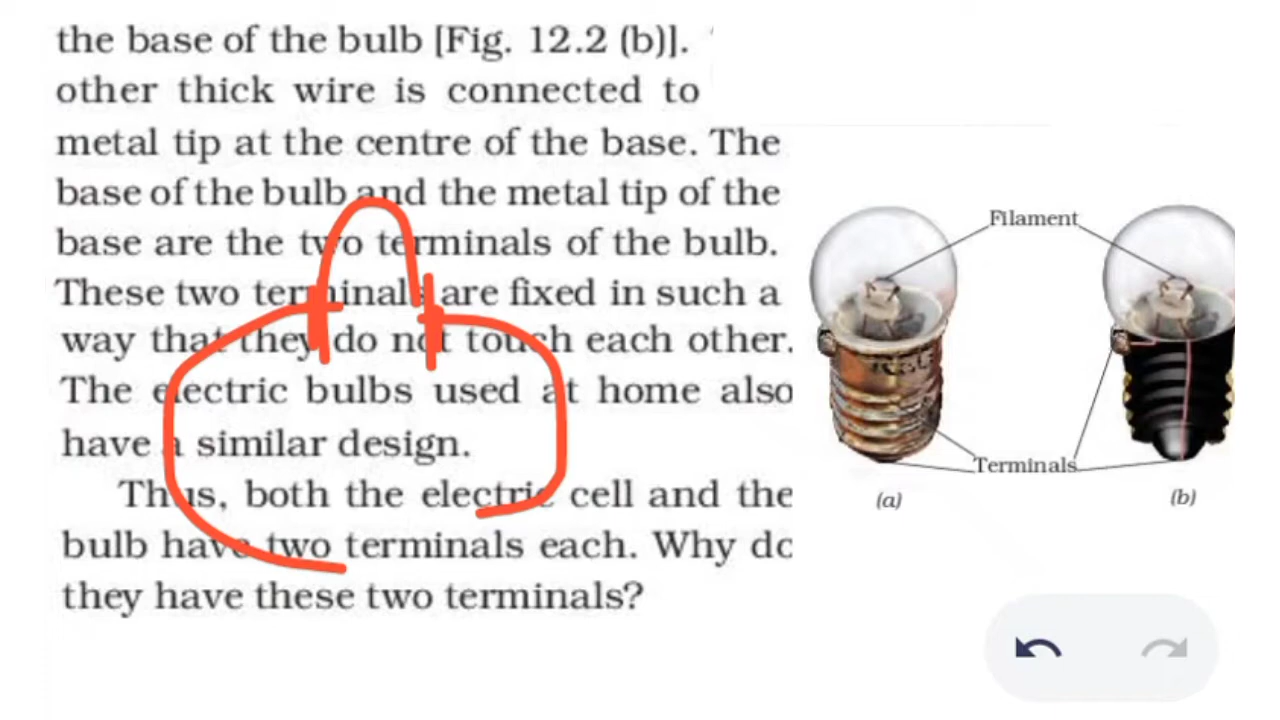 the base of the bulb [Fig. 12.2 (b)].
other thick wire is connected to
metal tip at the centre of the base. The
base of the bulb and the metal tip of the
base are the two terminals of the bulb.
These two terminals are fixed in such a
way that they do not touch each other.
The electric bulbs used at home also
have a similar design.
Thus, both the electric cell and the
bulb have two terminals each. Why do
they have these two terminals?
Filament
Terminals
(a)
(b)